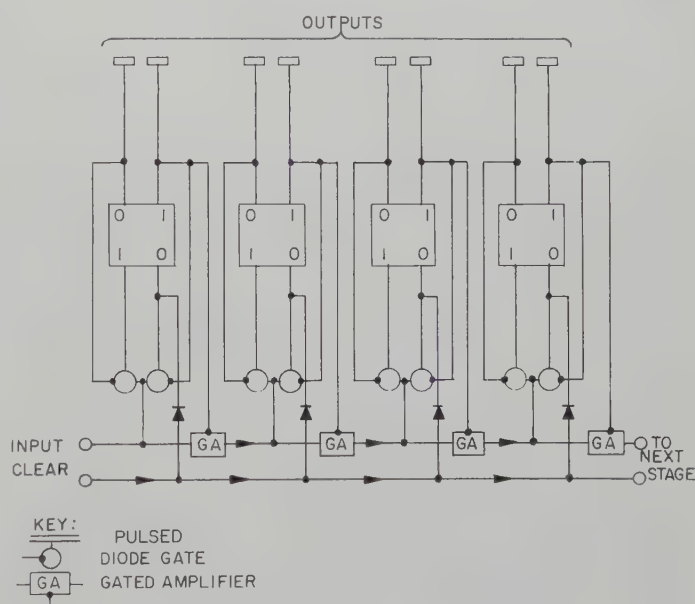 OUTPUTS
0 1 0 1 0 1 0 1
1 0 1 0 1 0 1 0
INPUT GA GA GA GA TO NEXT
CLEAR STAGE
KEY:
PULSED
DIODE GATE
GA GATED AMPLIFIER